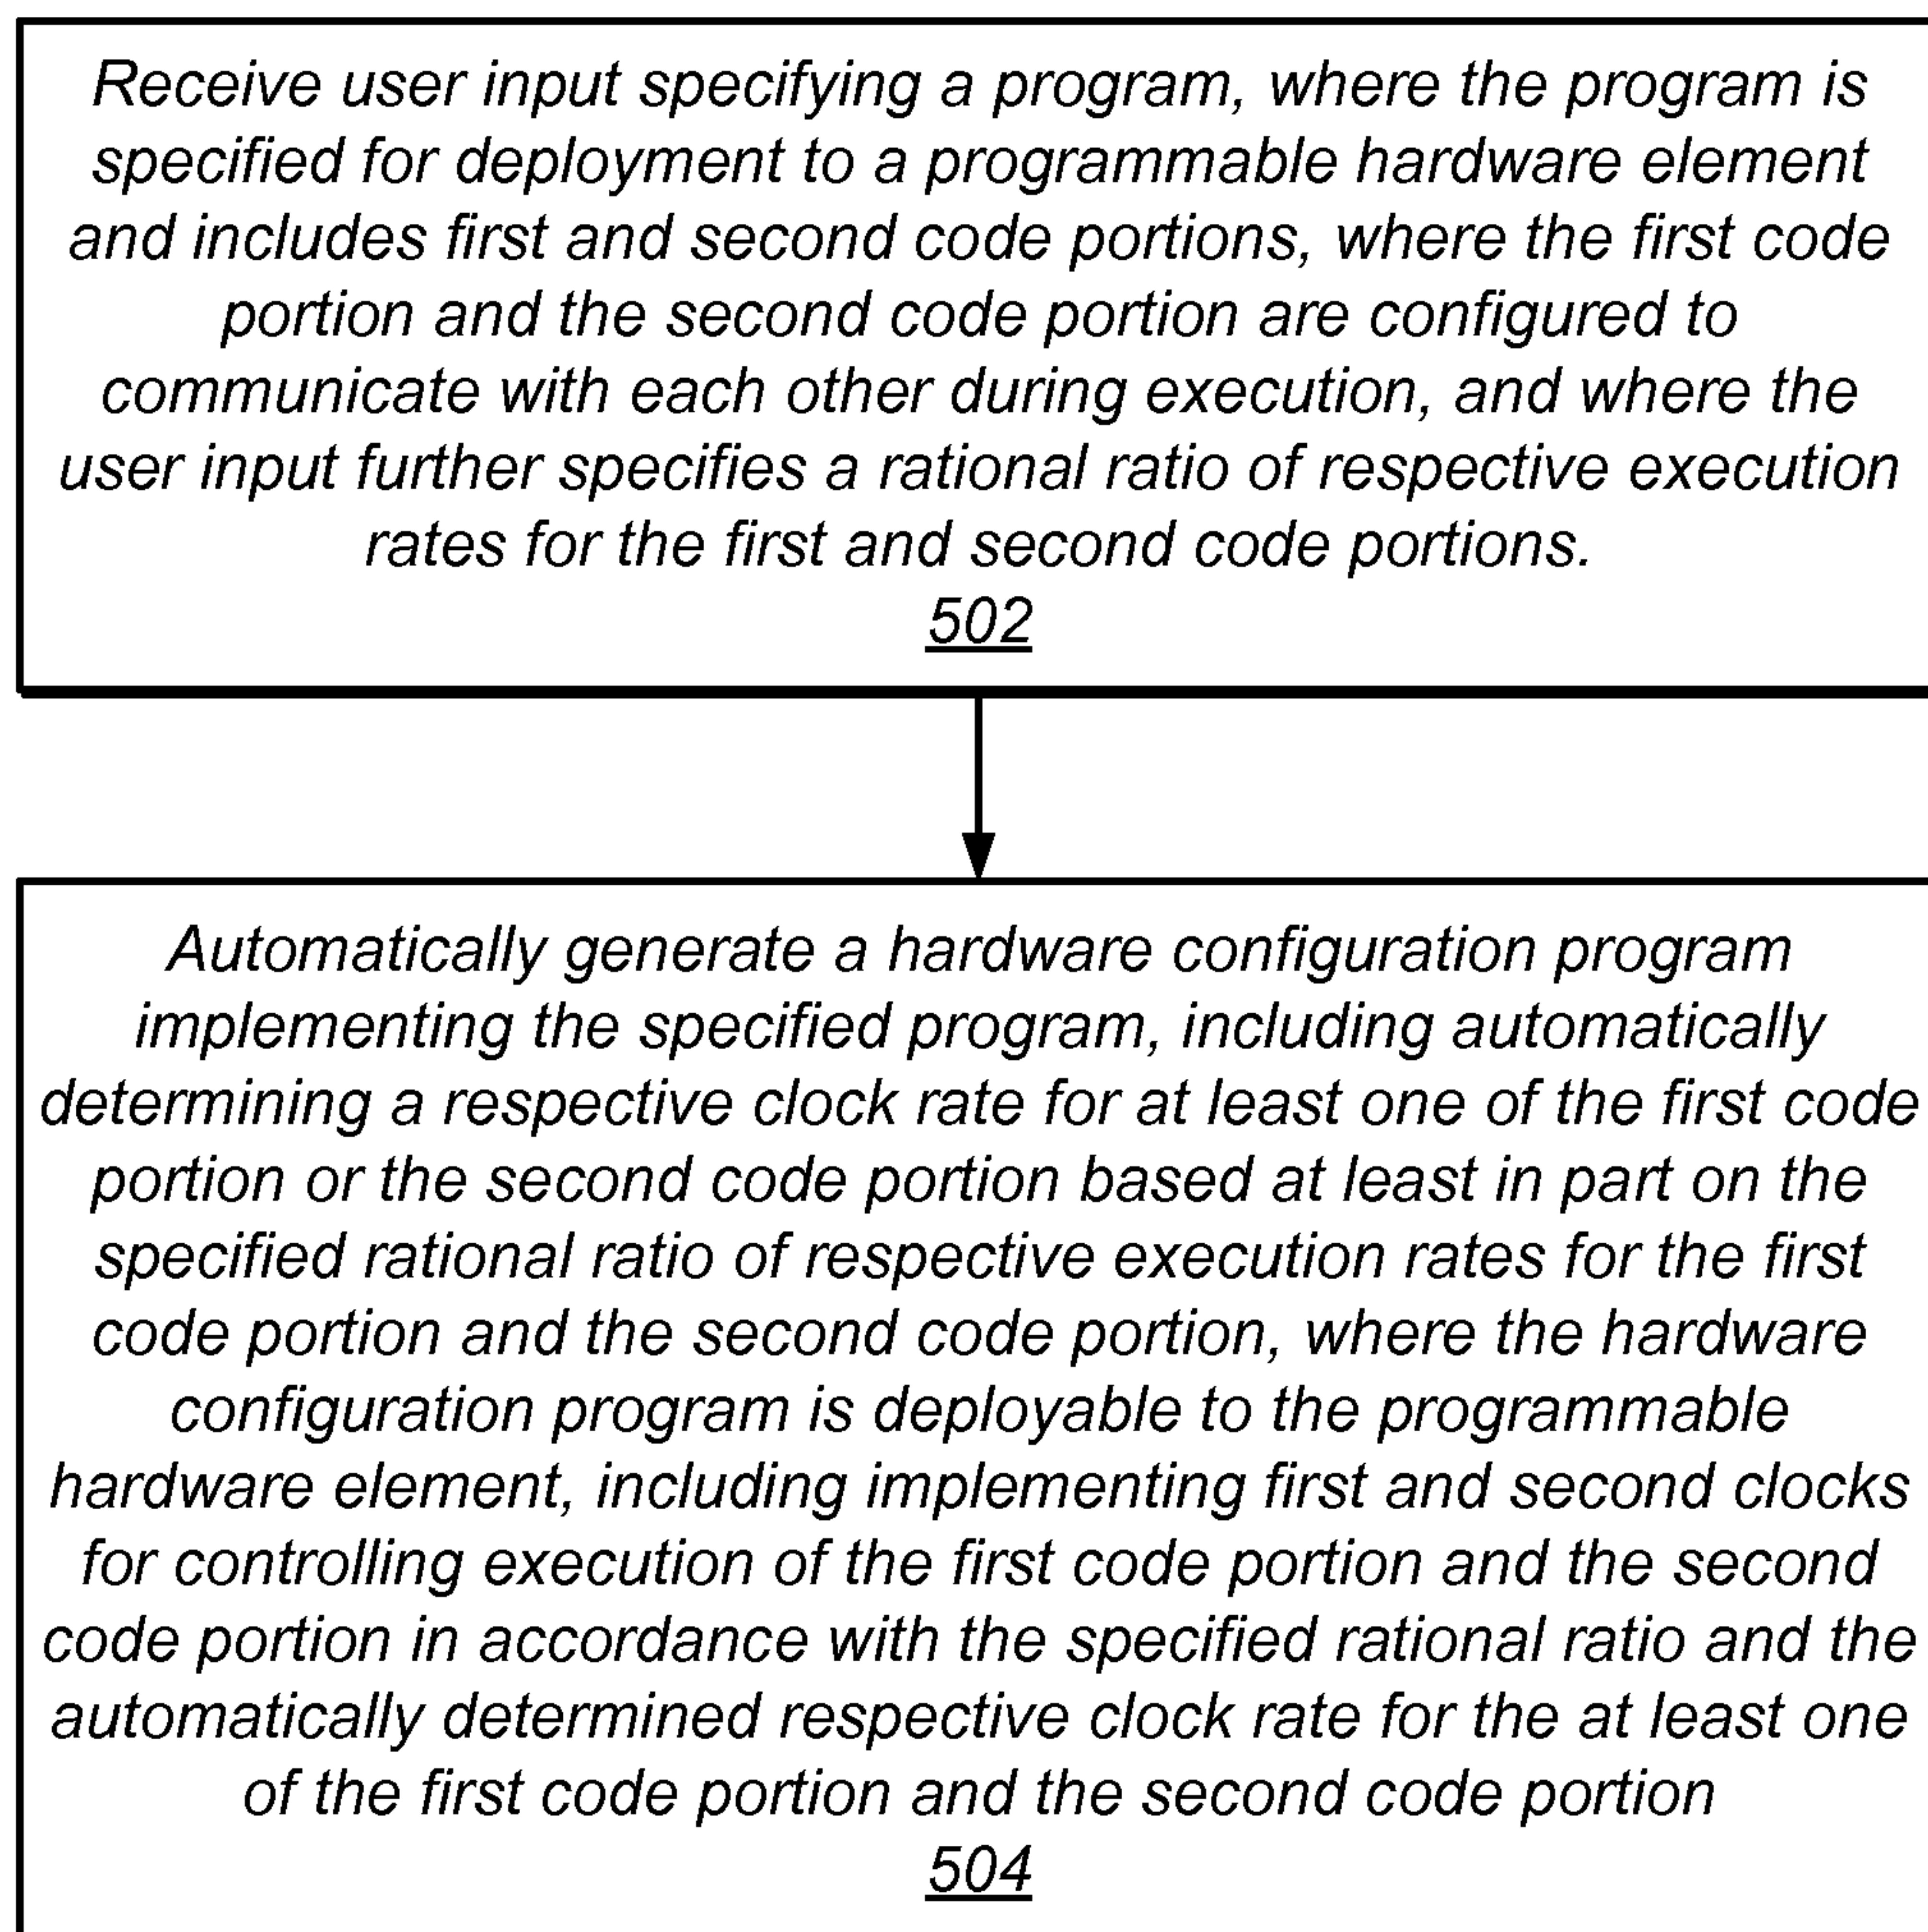 Receive user input specifying a program, where the program is
specified for deployment to a programmable hardware element
and includes first and second code portions, where the first code
portion and the second code portion are configured to
communicate with each other during execution, and where the
user input further specifies a rational ratio of respective execution
rates for the first and second code portions.
502
Automatically generate a hardware configuration program
implementing the specified program, including automatically
determining a respective clock rate for at least one of the first code
portion or the second code portion based at least in part on the
specified rational ratio of respective execution rates for the first
code portion and the second code portion, where the hardware
configuration program is deployable to the programmable
hardware element, including implementing first and second clocks
for controlling execution of the first code portion and the second
code portion in accordance with the specified rational ratio and the
automatically determined respective clock rate for the at least one
of the first code portion and the second code portion
504